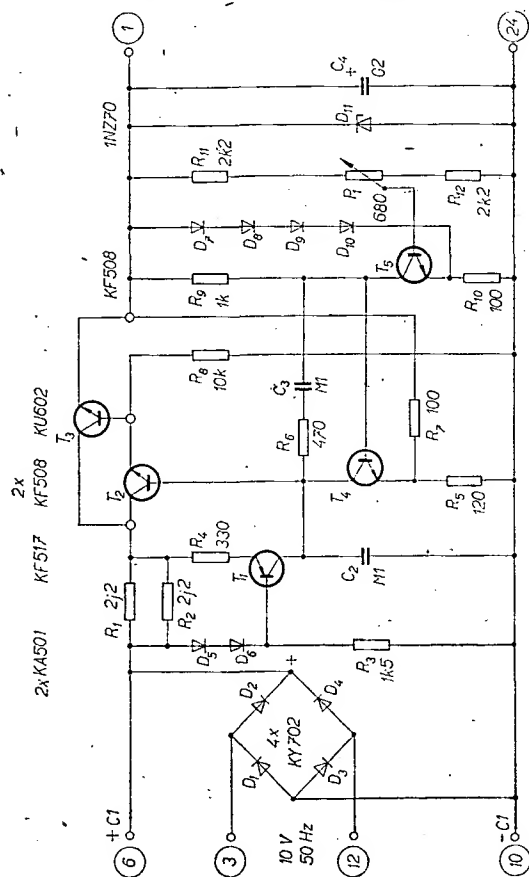 2x
2xKA501 KF517 KF508 KU602 KF508 1NZ70
+C1
6
3
10 V
50 Hz
12
10
-C1
1
24
R1 2j2
R2 2j2
D5
D6
R3
1k5
D1
D2
D3
D4
4x
KY702
+
R4
330
T1
C2
M1
T2
T3
R8
10k
C3
M1
R6
470
T4
R7
100
R5
120
R9
1k
D7
D8
D9
D10
T5
R10
100
R11
2k2
P1
680
R12
2k2
D11
C4
+
G2